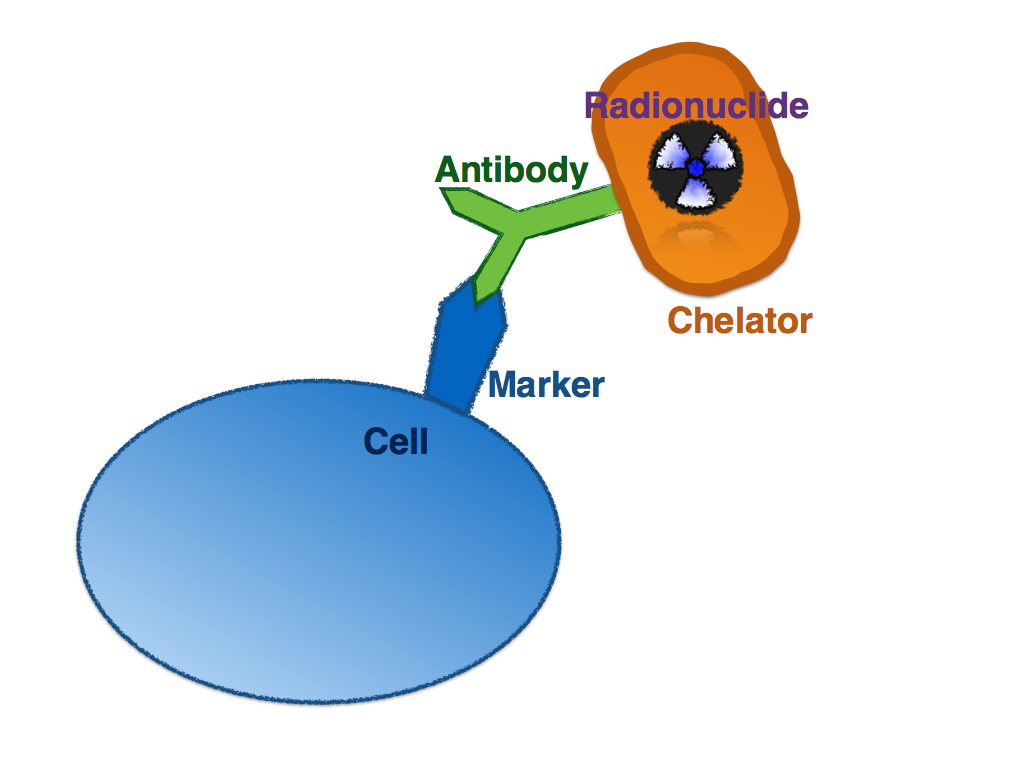 Radionuclide
Antibody
Chelator
Marker
Cell